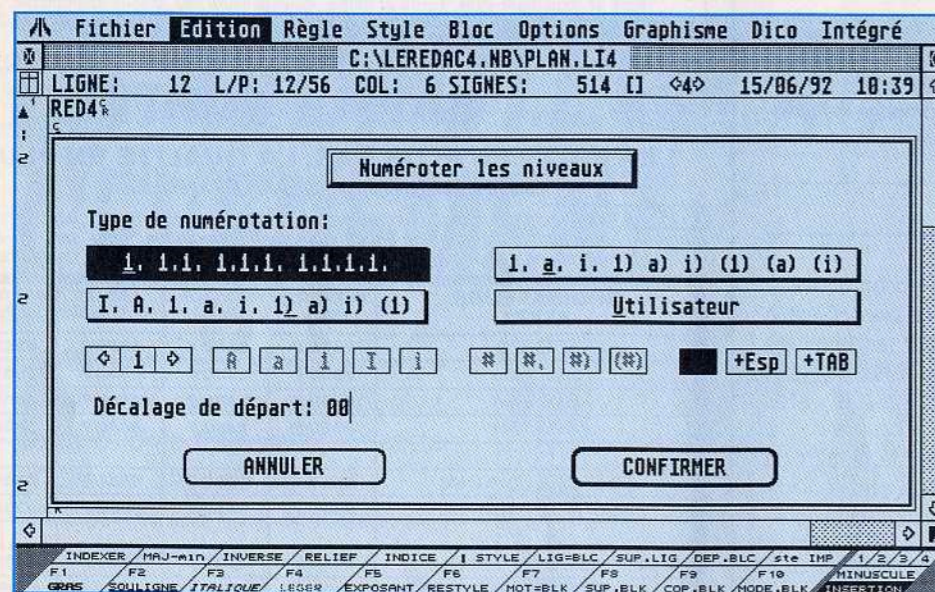 Fichier Edition Règle Style Bloc Options Graphisme Dico Intégré
C:\LEREDAC4.NB\PLAN.LI4
LIGNE: 12 L/P: 12/56 COL: 6 SIGNES: 514 [] ⇦4⇨ 15/06/92 10:39
RED4
Numéroter les niveaux
Type de numérotation:
1. 1.1. 1.1.1. 1.1.1.1.
1. a. i. 1) a) i) (1) (a) (i)
I. A. 1. a. i. 1) a) i) (1)
Utilisateur
⇦ 1 ⇨ A a 1 I i # #. #) (#) +Esp +TAB
Décalage de départ: 00
ANNULER CONFIRMER
INDEXER MAJ-min INVERSE RELIEF INDICE STYLE LIG=BLC SUP.LIG DEP.BLC ste IMP 1/2/3/4
F1 F2 F3 F4 F5 F6 F7 F8 F9 F10 MINUSCULE
GRAS SOULIGNE ITALIQUE LEGER EXPOSANT RESTYLE MOT=BLK SUP.BLK COP.BLK MODE.BLK INSERTION